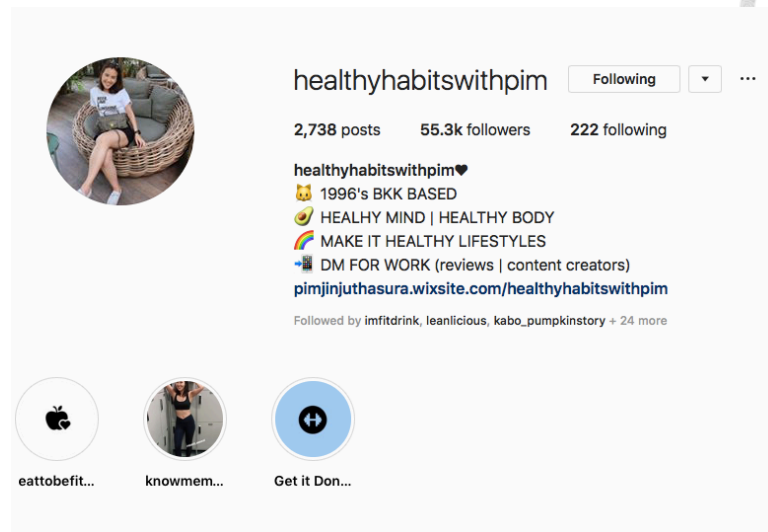 healthyhabitswithpim Following
2,738 posts 55.3k followers 222 following
healthyhabitswithpim♥
🐱 1996's BKK BASED
🥑 HEALHY MIND | HEALTHY BODY
🌈 MAKE IT HEALTHY LIFESTYLES
📲 DM FOR WORK (reviews | content creators)
pimjinjuthasura.wixsite.com/healthyhabitswithpim
Followed by imfitdrink, leanlicious, kabo_pumpkinstory + 24 more
eattobefit... knowmem... Get it Don...